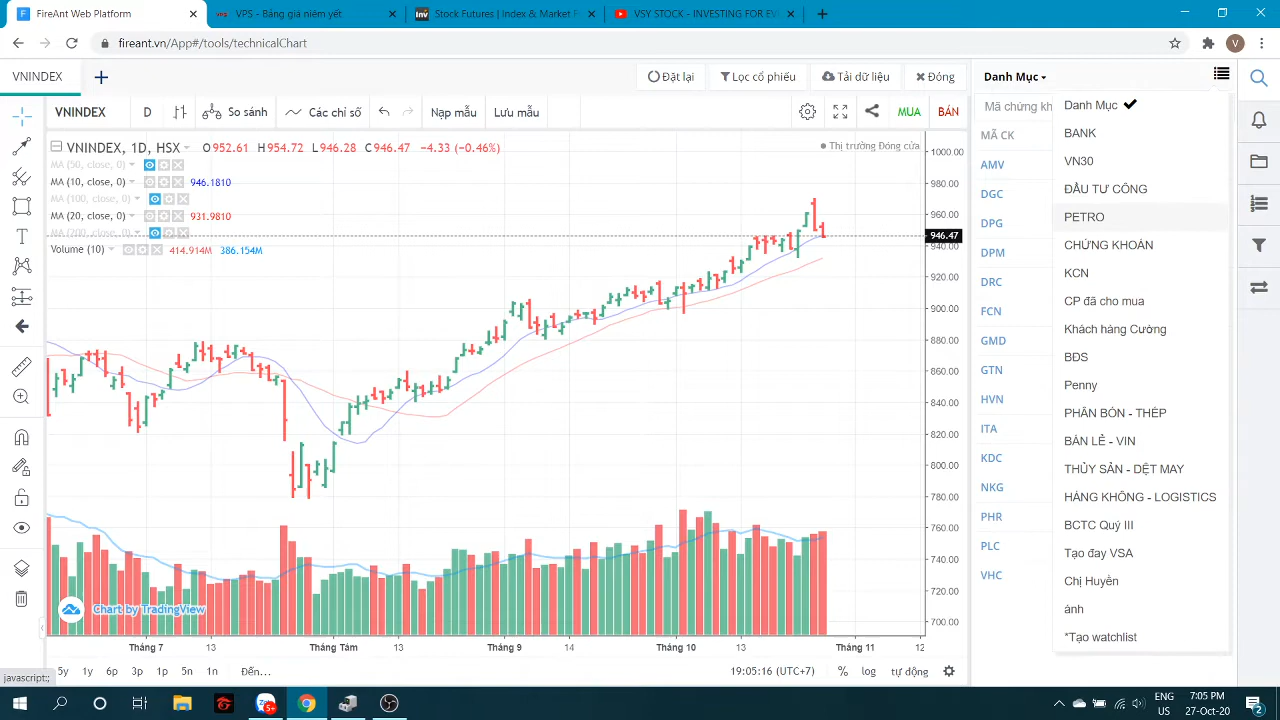 FireAnt Web Platform
VPS - Bảng giá niêm yết
Stock Futures | Index & Market F
VSY STOCK - INVESTING FOR EV
fireant.vn/App#/tools/technicalChart
V
VNINDEX
Đặt lại
Lọc cổ phiếu
Tải dữ liệu
Đóng
Danh Mục
VNINDEX
D
So sánh
Các chỉ số
Nạp mẫu
Lưu mẫu
MUA
BÁN
VNINDEX, 1D, HSX
O952.61 H954.72 L946.28 C946.47 -4.33 (-0.46%)
Thị trường Đóng cửa
MA (50, close, 0)
MA (10, close, 0) 946.1810
MA (100, close, 0)
MA (20, close, 0) 931.9810
MA (200, close, 0)
Volume (10) 414.914M 386.154M
1000.00
980.00
960.00
946.47
940.00
920.00
900.00
880.00
860.00
840.00
820.00
800.00
780.00
760.00
740.00
720.00
700.00
Chart by TradingView
Tháng 7
13
Tháng Tám
13
Tháng 9
14
Tháng 10
13
Tháng 11
12
5y 1y 6p 3p 1p 5n 1n Đến...
19:05:16 (UTC+7) % log tự động
javascript:;
Mã chứng kh
MÃ CK
AMV
DGC
DPG
DPM
DRC
FCN
GMD
GTN
HVN
ITA
KDC
NKG
PHR
PLC
VHC
Danh Mục
BANK
VN30
ĐẦU TƯ CÔNG
PETRO
CHỨNG KHOÁN
KCN
CP đã cho mua
Khách hàng Cường
BĐS
Penny
PHÂN BÓN - THÉP
BÁN LẺ - VIN
THỦY SẢN - DỆT MAY
HÀNG KHÔNG - LOGISTICS
BCTC Quý III
Tạo đay VSA
Chị Huyền
ánh
*Tạo watchlist
5+
ENG
US
7:05 PM
27-Oct-20
2